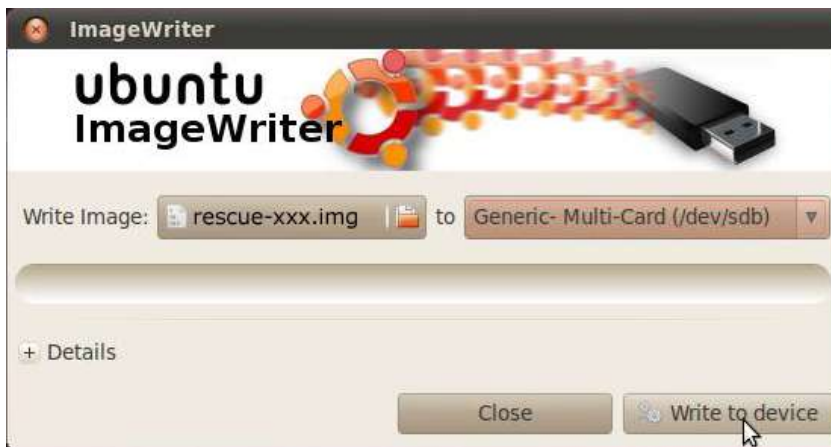 ImageWriter
ubuntu
ImageWriter
Write Image: rescue-xxx.img to Generic- Multi-Card (/dev/sdb)
+ Details
Close Write to device